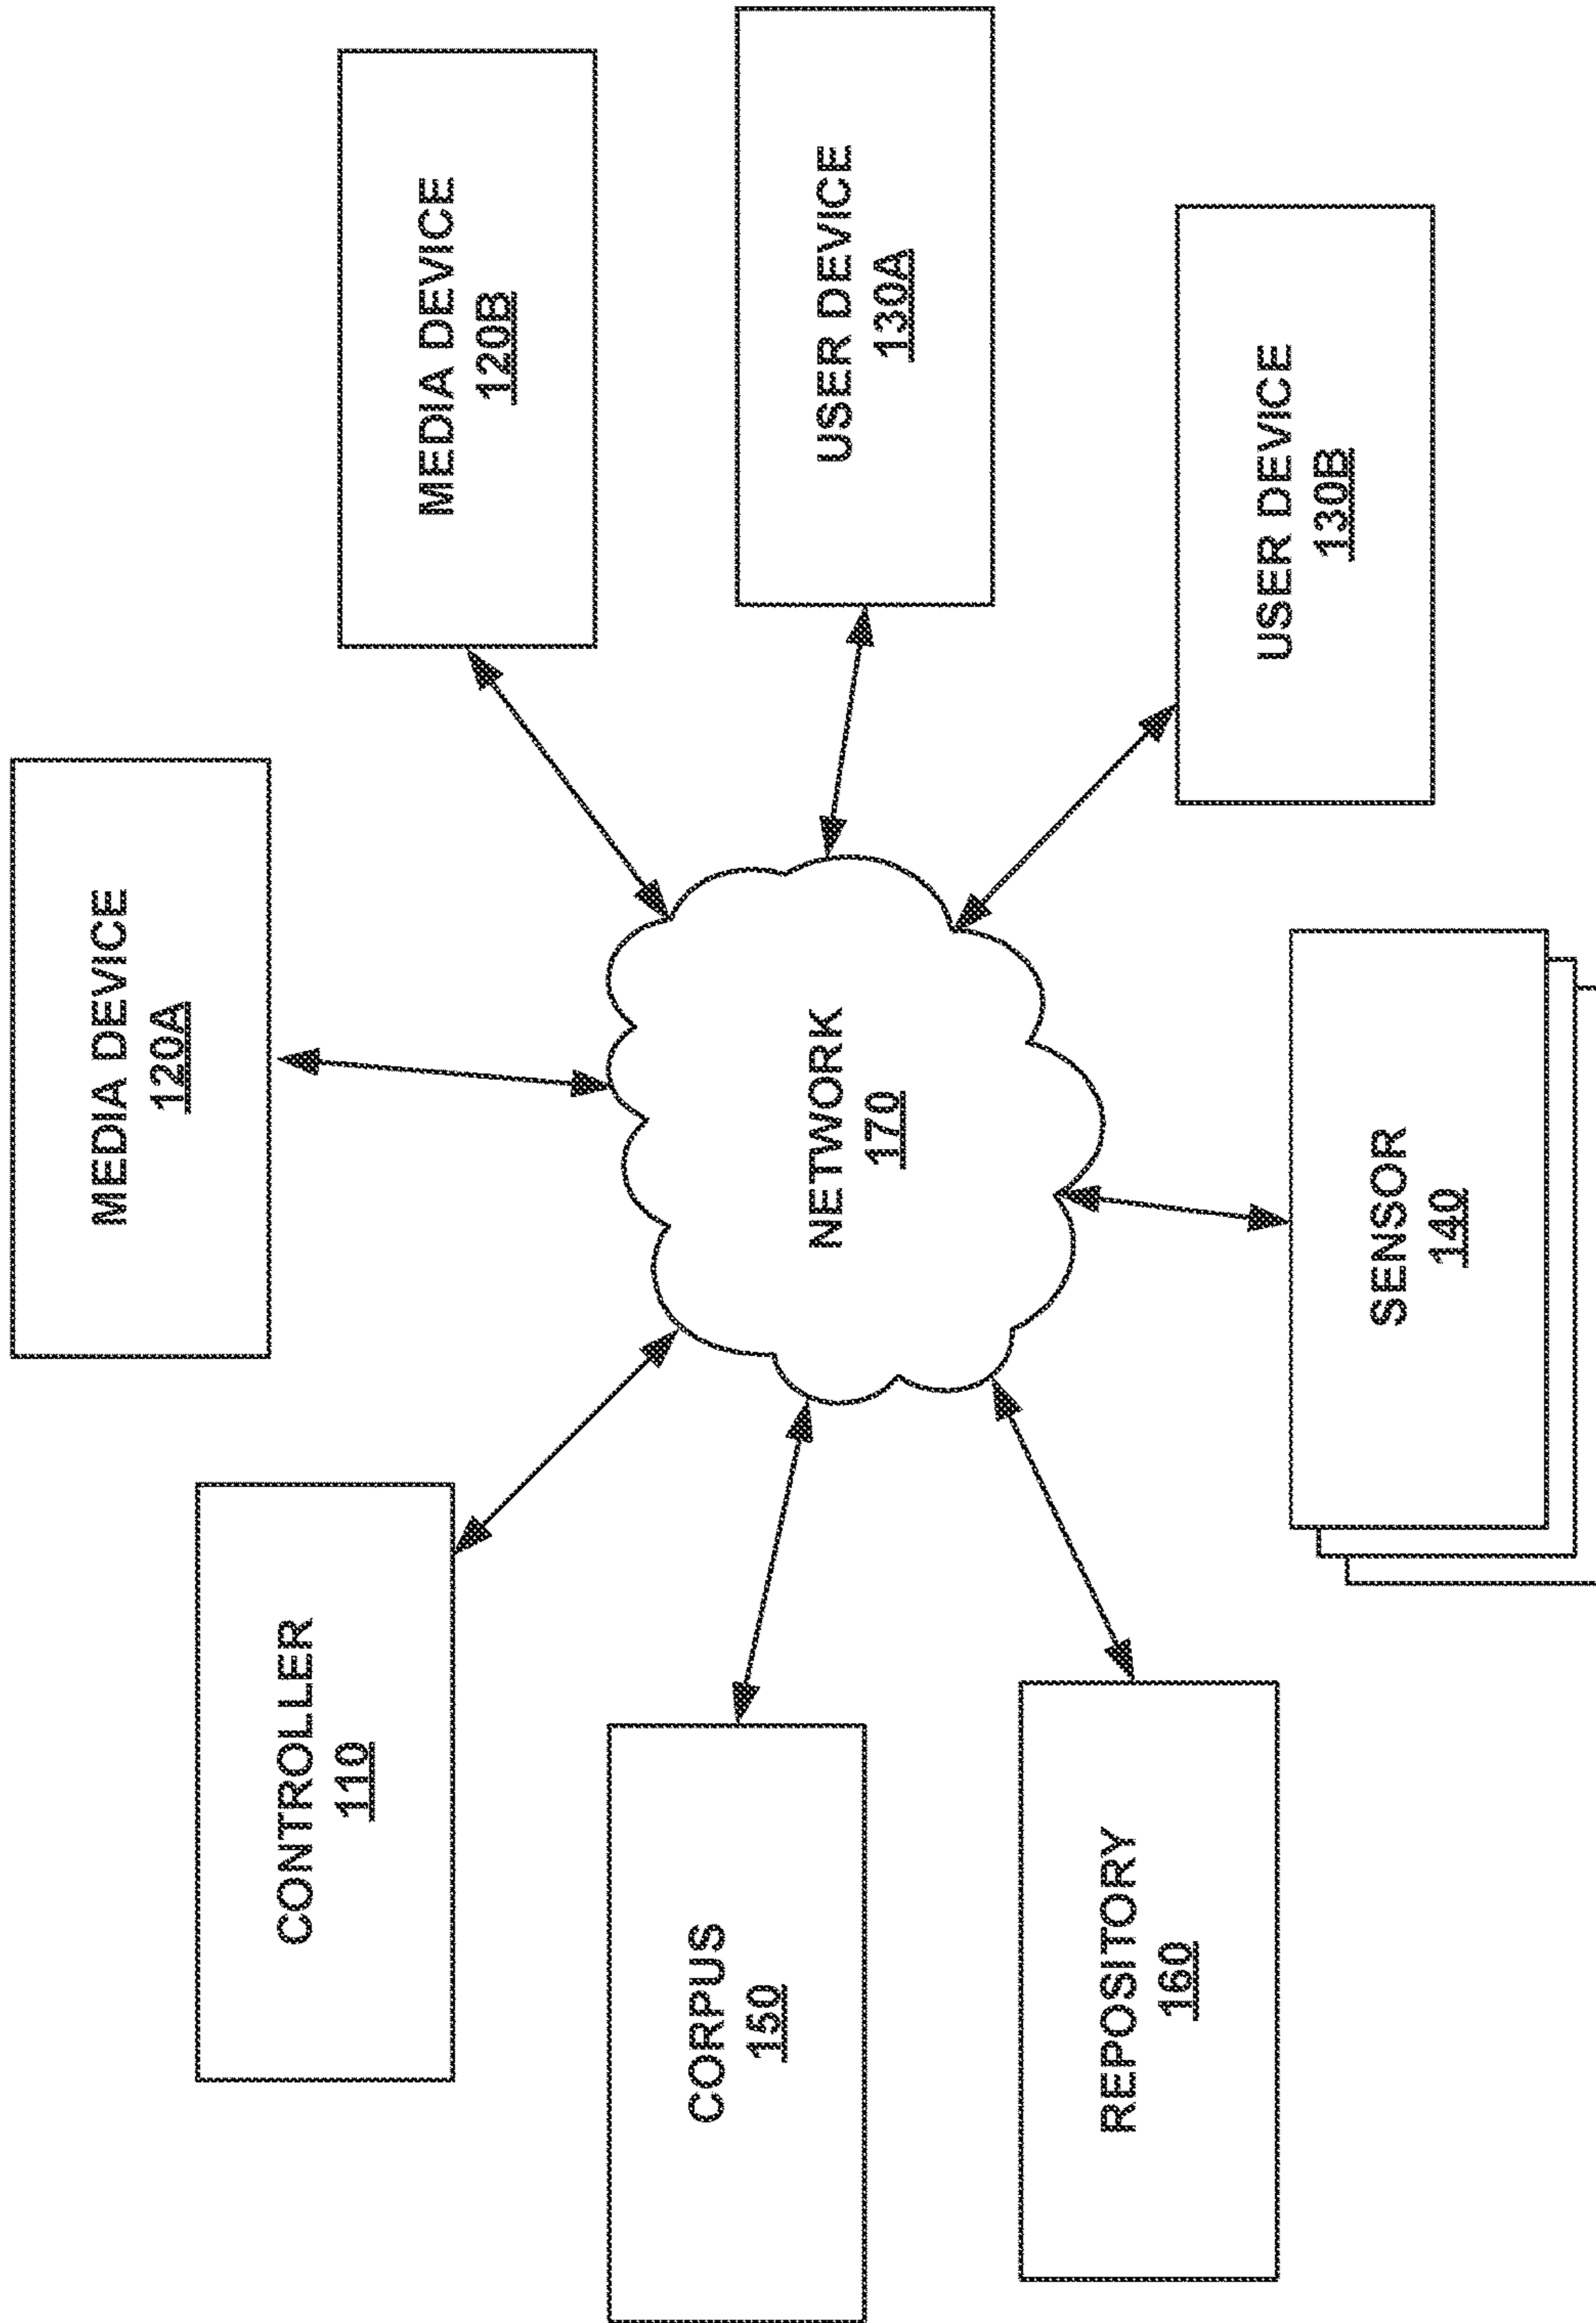 MEDIA DEVICE
120A
CONTROLLER
110
MEDIA DEVICE
120B
CORPUS
150
NETWORK
170
USER DEVICE
130A
REPOSITORY
160
USER DEVICE
130B
SENSOR
140